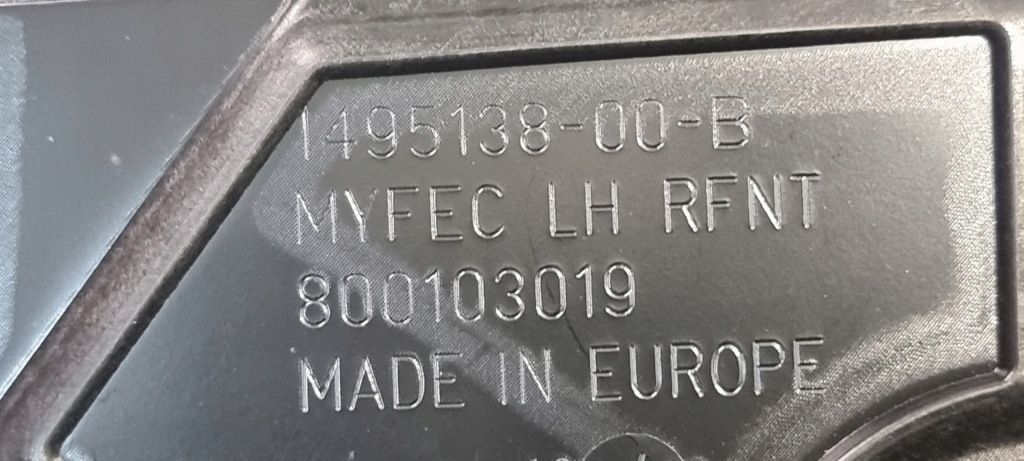 1495138-00-B
MYFEC LH RFNT
800103019
MADE IN EUROPE